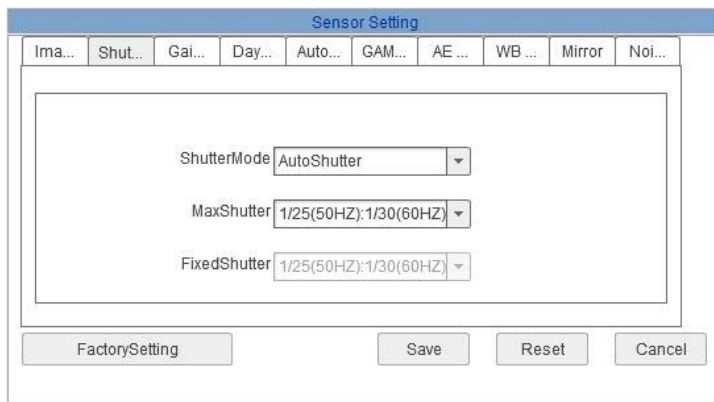 Sensor Setting
Ima... Shut... Gai... Day... Auto... GAM... AE ... WB ... Mirror Noi...
ShutterMode AutoShutter
MaxShutter 1/25(50HZ):1/30(60HZ)
FixedShutter 1/25(50HZ):1/30(60HZ)
FactorySetting Save Reset Cancel